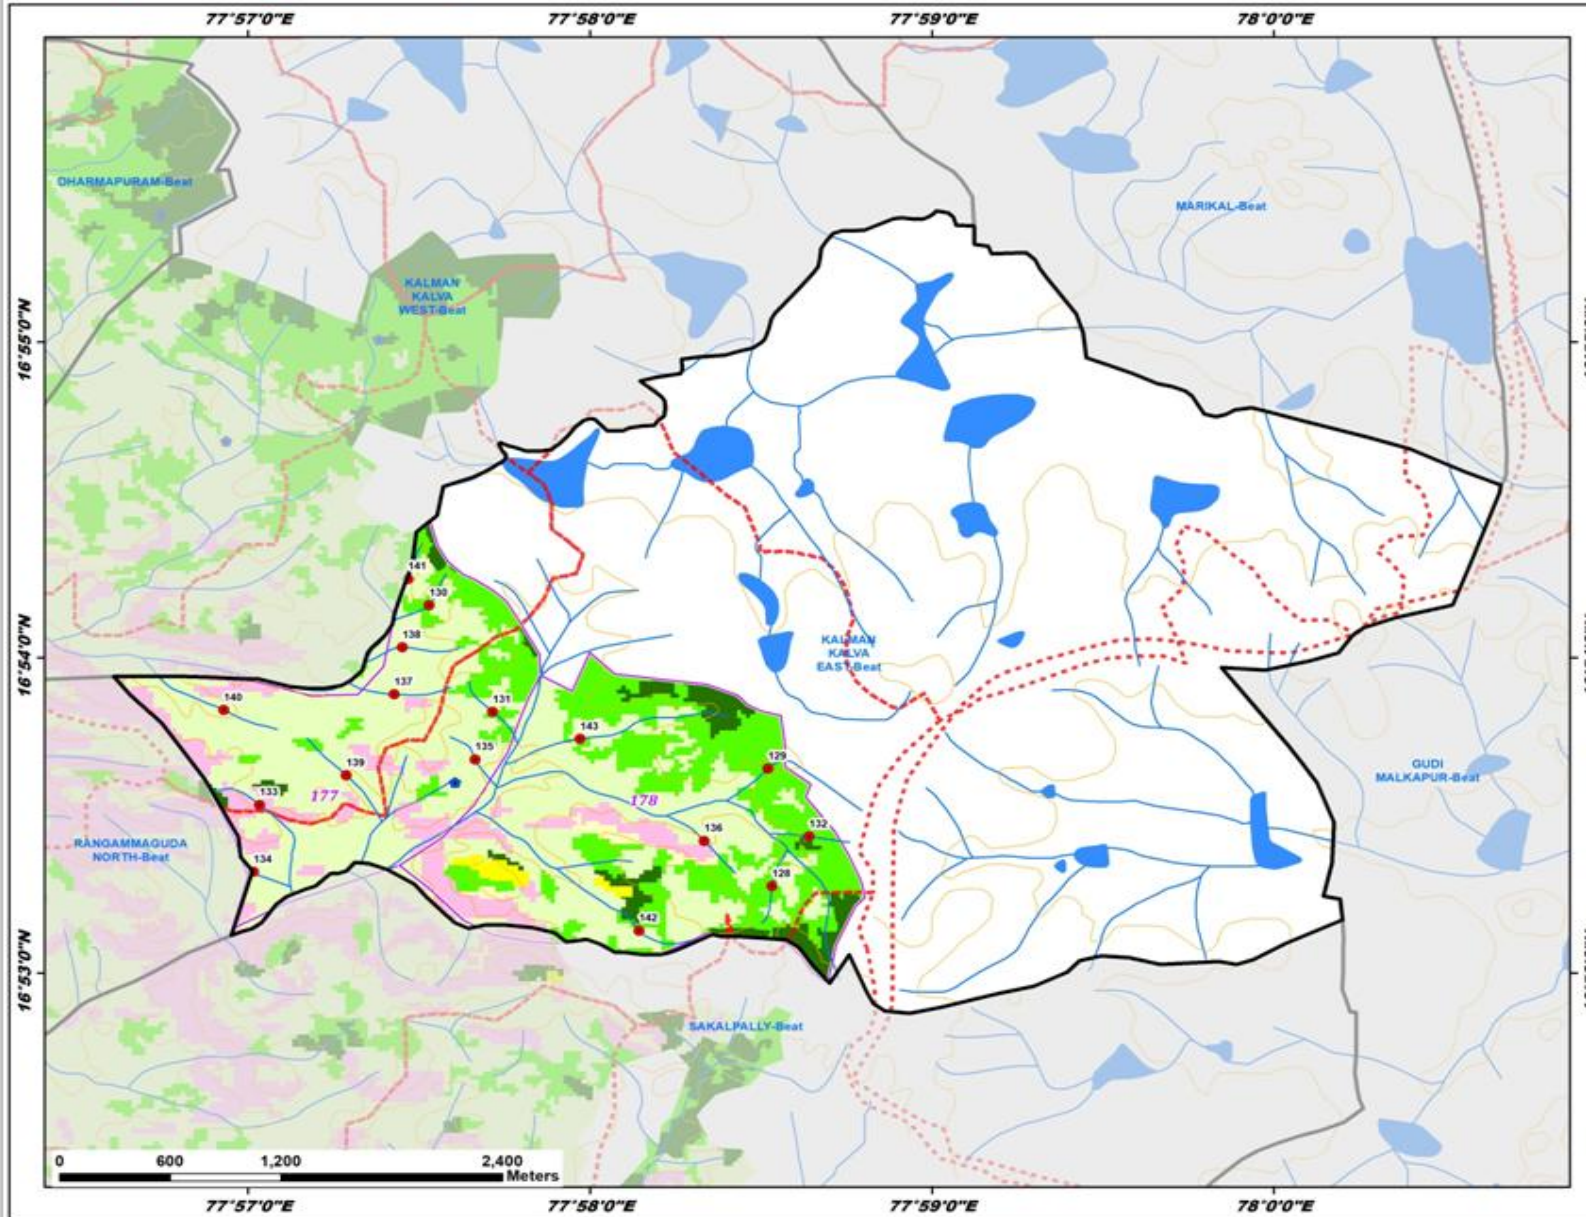 77°57'0"E 77°58'0"E 77°59'0"E 78°0'0"E
DHARMAPURAM-Beat
MARIKAL-Beat
KALMAN
KALVA
WEST-Beat
16°55'0"N
141
130
138
KALMAN
KALVA
EAST-Beat
16°54'0"N
137
140
131
143
135
129
139
GUDI
MALKAPUR-Beat
133
177
178
132
136
RANGAMMAGUDA
NORTH-Beat
134
128
142
16°53'0"N
SAKALPALLY-Beat
0 600 1,200 2,400
Meters
77°57'0"E 77°58'0"E 77°59'0"E 78°0'0"E